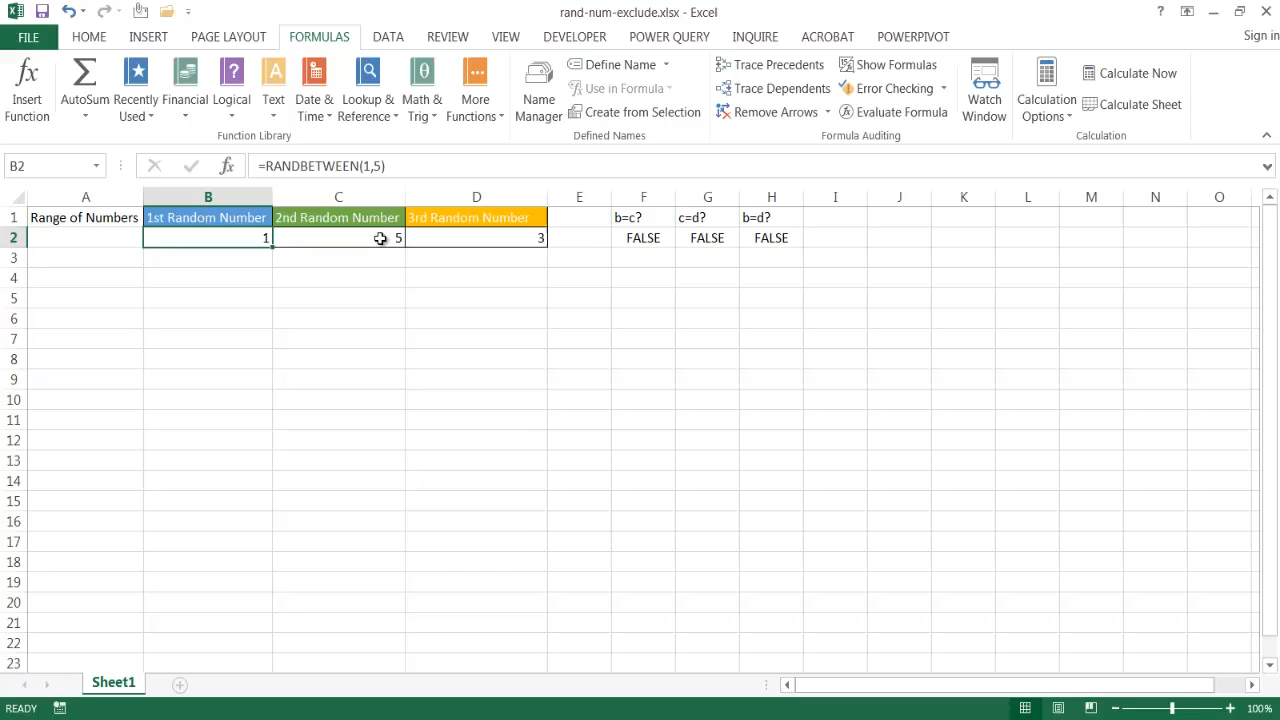 rand-num-exclude.xlsx - Excel
?
FILE HOME INSERT PAGE LAYOUT FORMULAS DATA REVIEW VIEW DEVELOPER POWER QUERY INQUIRE ACROBAT POWERPIVOT Sign in
fx Insert Function
Σ AutoSum
Recently Used
Financial
? Logical
A Text
Date & Time
Lookup & Reference
θ Math & Trig
More Functions
Function Library
Name Manager
Define Name
Use in Formula
Create from Selection
Defined Names
Trace Precedents
Trace Dependents
Remove Arrows
Show Formulas
Error Checking
Evaluate Formula
Formula Auditing
Watch Window
Calculation Options
Calculate Now
Calculate Sheet
Calculation
B2 fx =RANDBETWEEN(1,5)
A B C D E F G H I J K L M N O
1 Range of Numbers 1st Random Number 2nd Random Number 3rd Random Number b=c? c=d? b=d?
2 1 5 3 FALSE FALSE FALSE
3
4
5
6
7
8
9
10
11
12
13
14
15
16
17
18
19
20
21
22
23
Sheet1
READY 100%